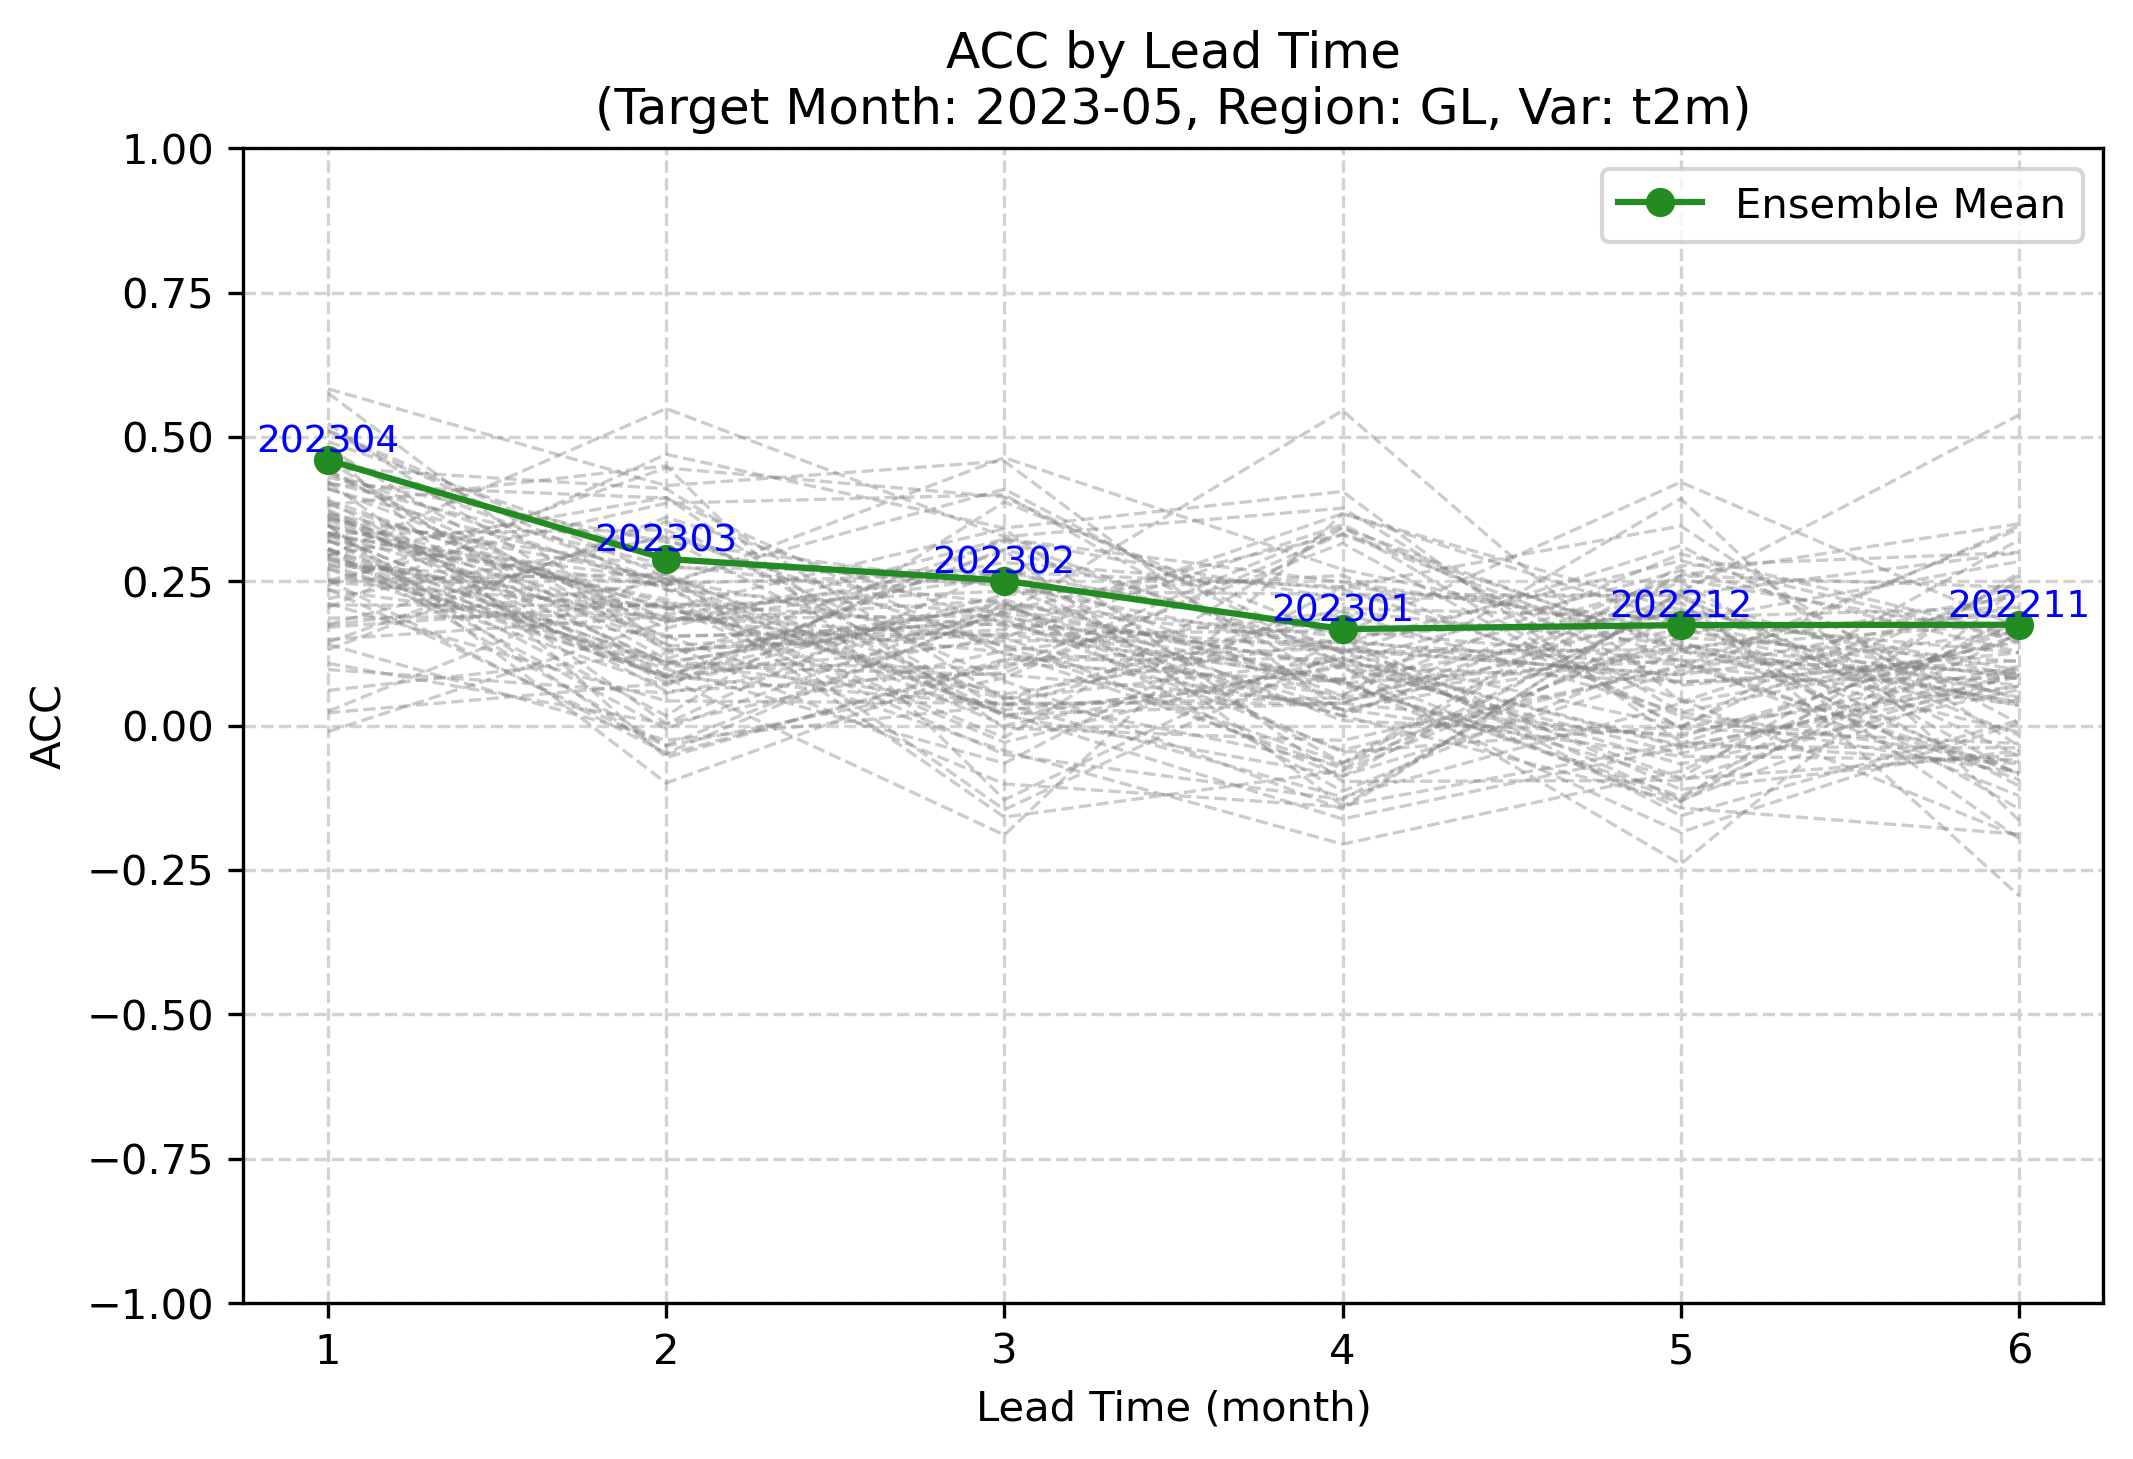 ACC by Lead Time
(Target Month: 2023-05, Region: GL, Var: t2m)
1.00
0.75
0.50
0.25
0.00
−0.25
−0.50
−0.75
−1.00
ACC
Ensemble Mean
202304
202303
202302
202301
202212
202211
1 2 3 4 5 6
Lead Time (month)